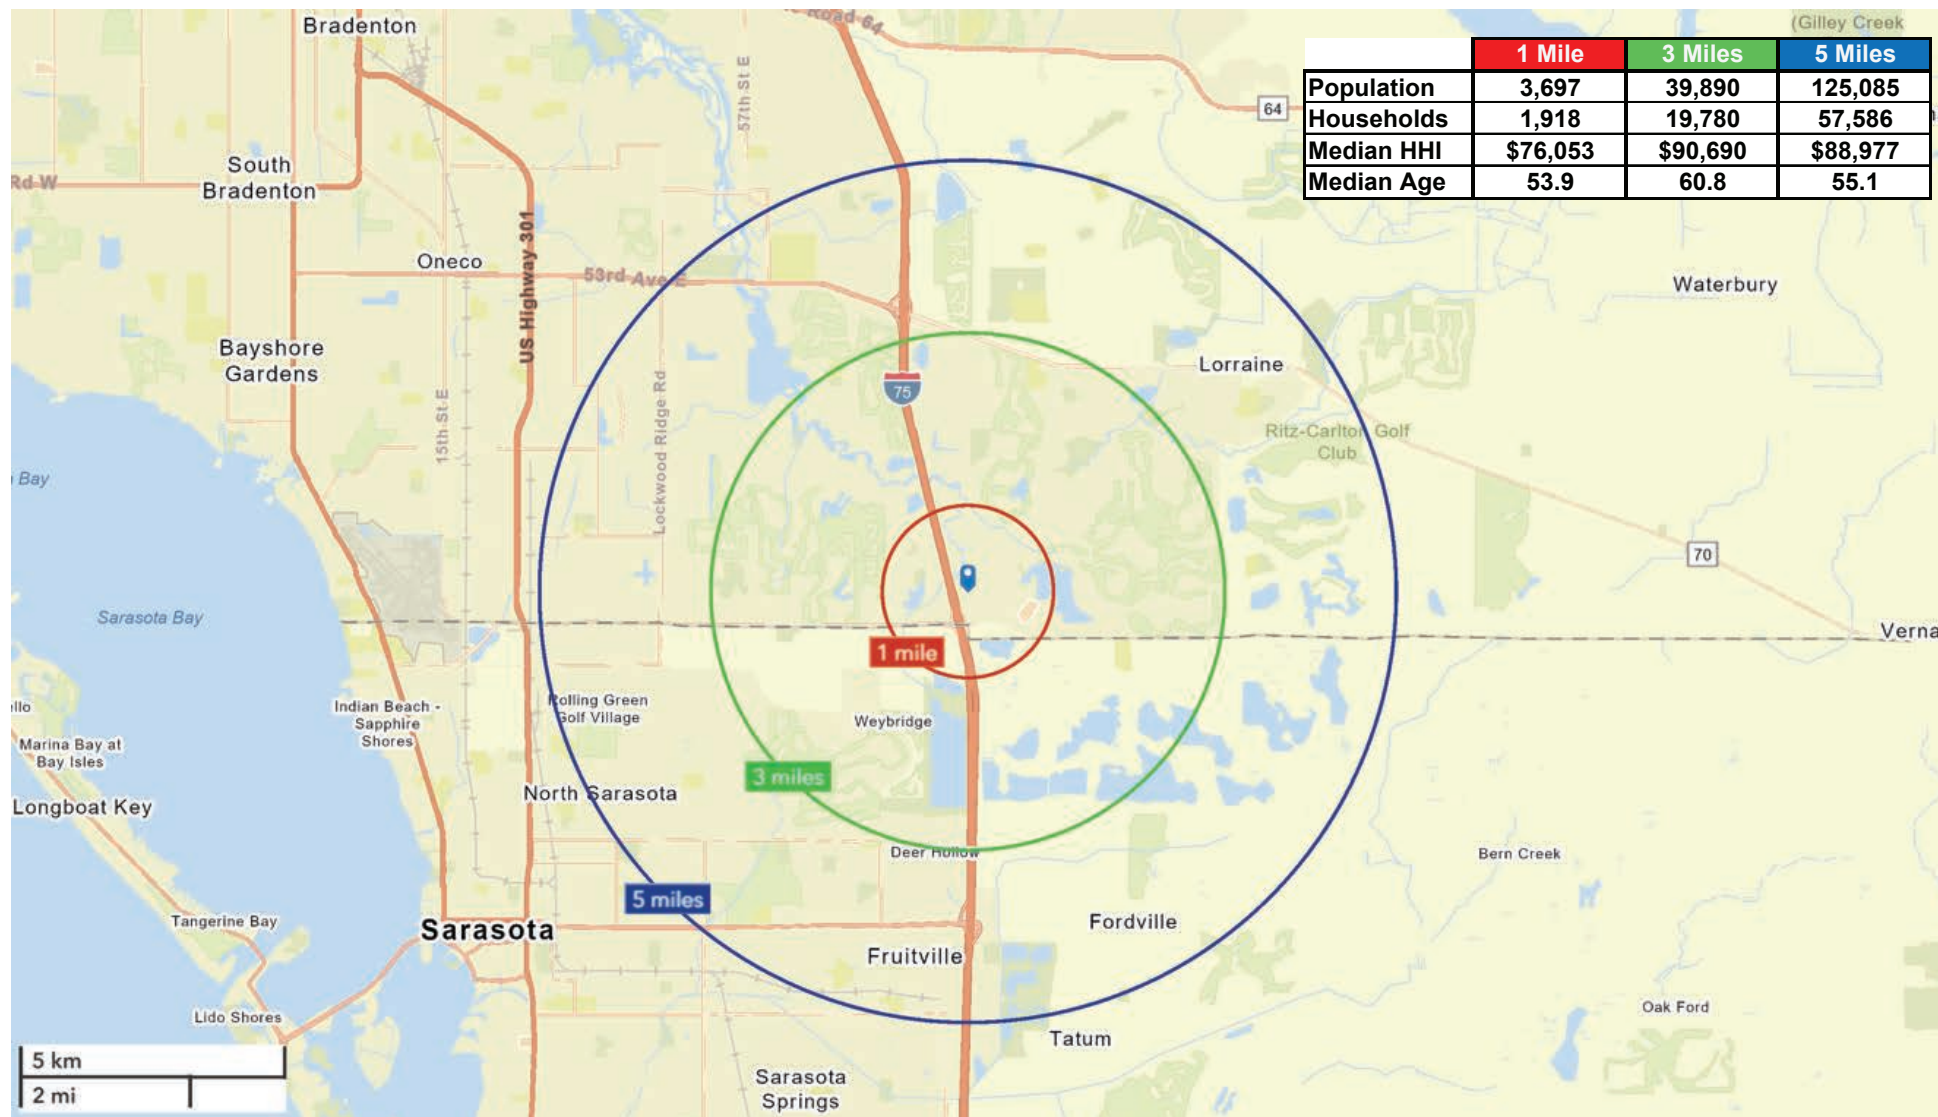 Bradenton
Road 64
(Gilley Creek
1 Mile 3 Miles 5 Miles
Population 3,697 39,890 125,085
Households 1,918 19,780 57,586
Median HHI $76,053 $90,690 $88,977
Median Age 53.9 60.8 55.1
57th St E
64
South
Bradenton
Rd W
US Highway 301
Oneco
53rd Ave E
Waterbury
Bayshore
Gardens
Lorraine
75
15th St E
Lockwood Ridge Rd
Ritz-Carlton Golf
Club
Bay
70
Sarasota Bay
Verna
1 mile
Indian Beach -
Sapphire
Shores
Rolling Green
Golf Village
Weybridge
llo
Marina Bay at
Bay Isles
3 miles
North Sarasota
Longboat Key
Deer Hollow
Bern Creek
5 miles
Tangerine Bay
Sarasota
Fordville
Fruitville
Lido Shores
Oak Ford
Tatum
5 km
2 mi
Sarasota
Springs